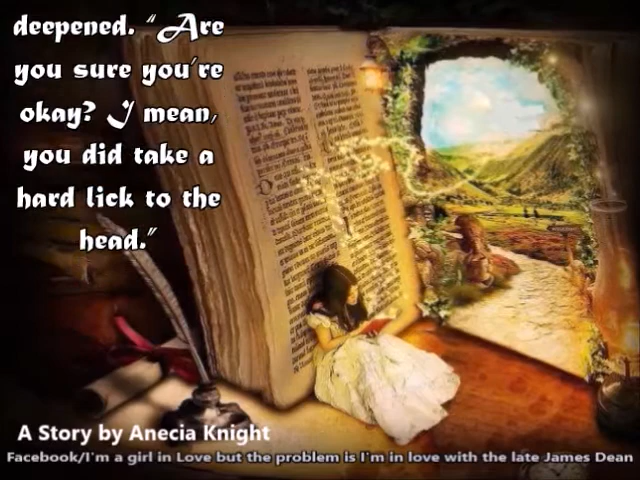 deepened. "Are
you sure you're
okay? I mean,
you did take a
hard lick to the
head."
A Story by Anecia Knight
Facebook/I'm a girl in Love but the problem is I'm in love with the late James Dean